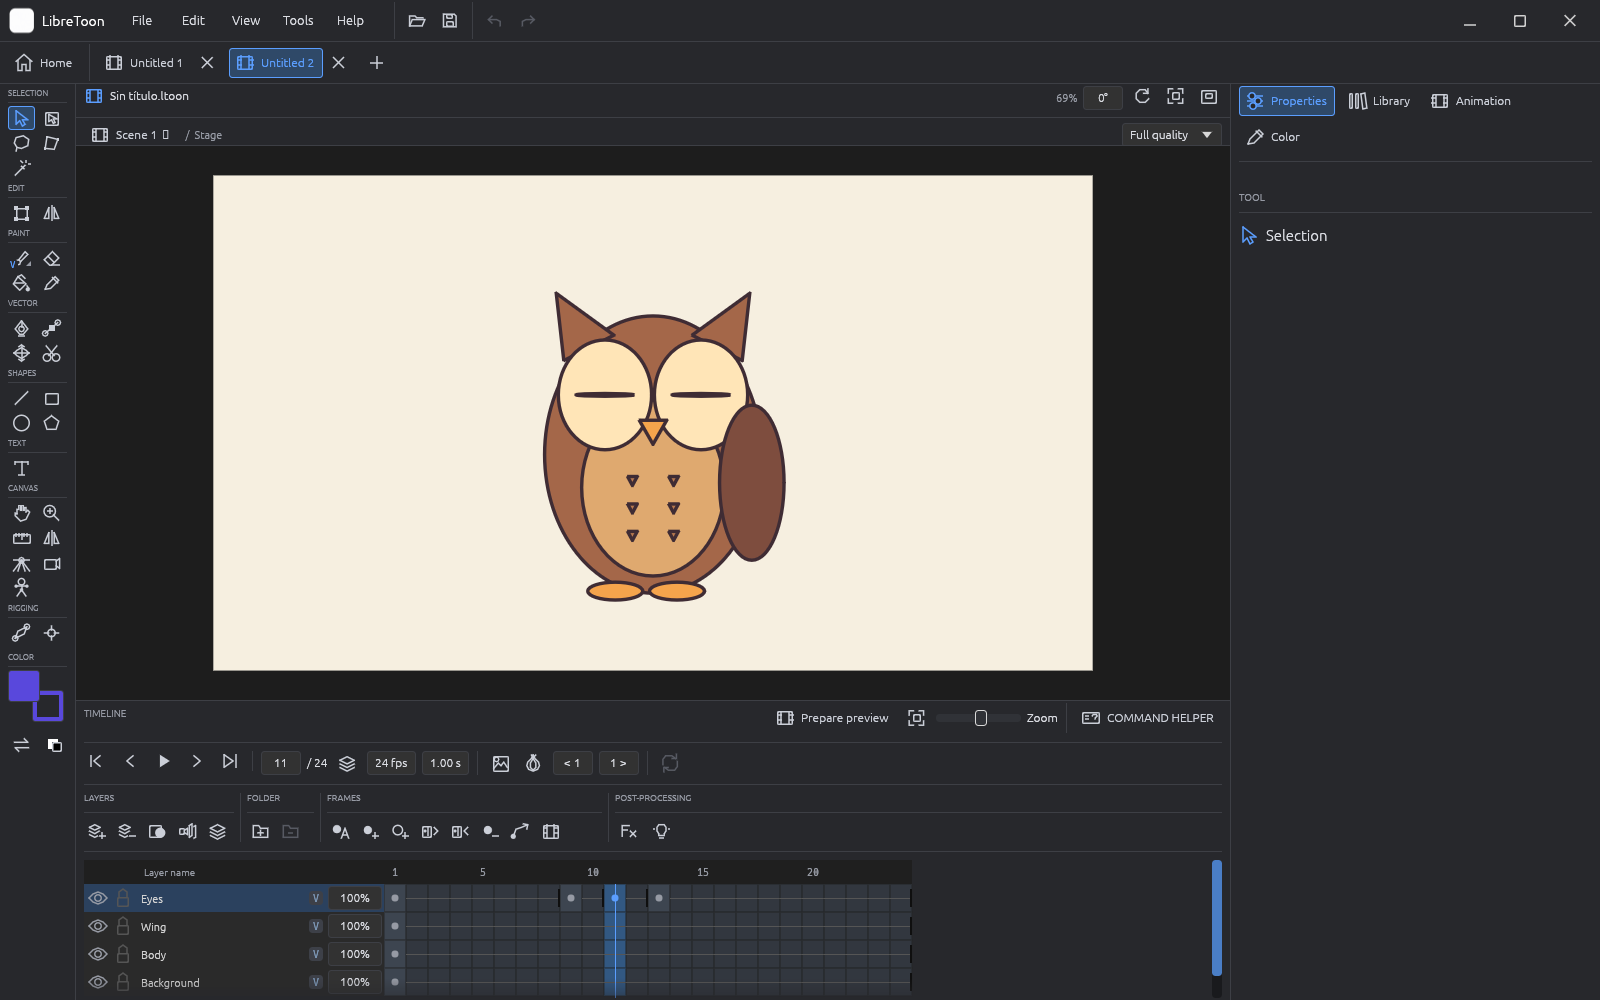 LibreToon File Edit View Tools Help
Home Untitled 1 Untitled 2
SELECTION
Sin título.ltoon 69% 0°
Properties Library Animation
Scene 1 / Stage Full quality
Color
EDIT
TOOL
PAINT
Selection
V
VECTOR
SHAPES
TEXT
T
CANVAS
RIGGING
COLOR
TIMELINE Prepare preview Zoom COMMAND HELPER
11 / 24 24 fps 1.00 s < 1 1 >
LAYERS FOLDER FRAMES POST-PROCESSING
A Fx
Layer name 1 5 10 15 20
Eyes V 100%
Wing V 100%
Body V 100%
Background V 100%